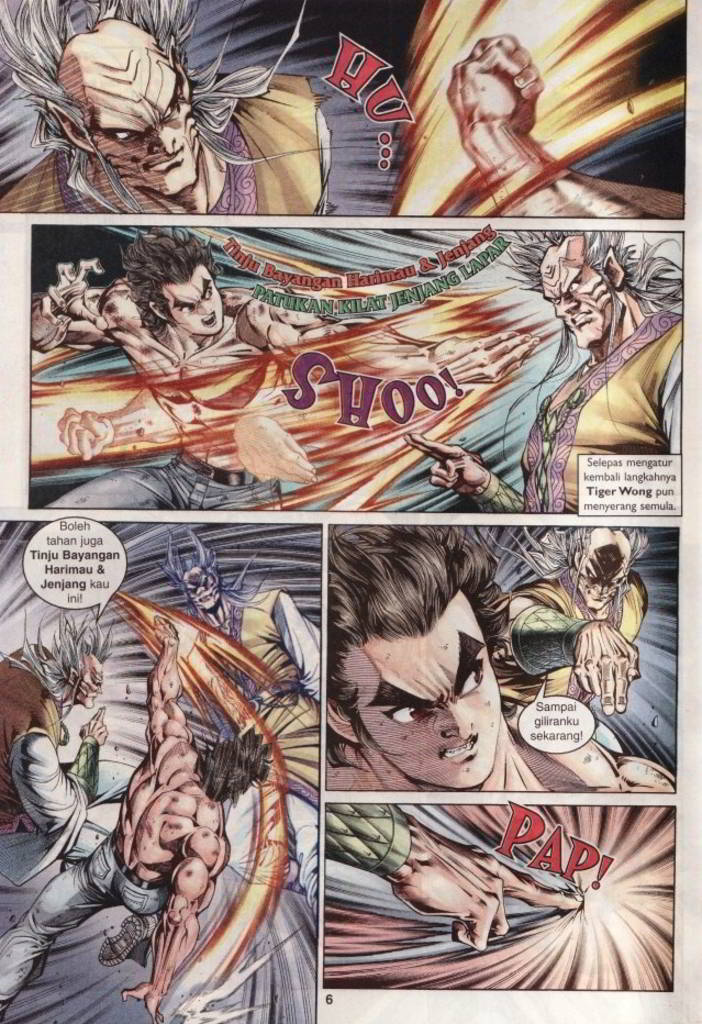 HU...
Tinju Bayangan Harimau & Jenjang
PATUKAN KILAT JENJANG LAPAR
SHOO!
Selepas mengatur
kembali langkahnya
Tiger Wong pun
menyerang semula.
Boleh
tahan juga
Tinju Bayangan
Harimau &
Jenjang kau
ini!
Sampai
giliranku
sekarang!
PAP!
6